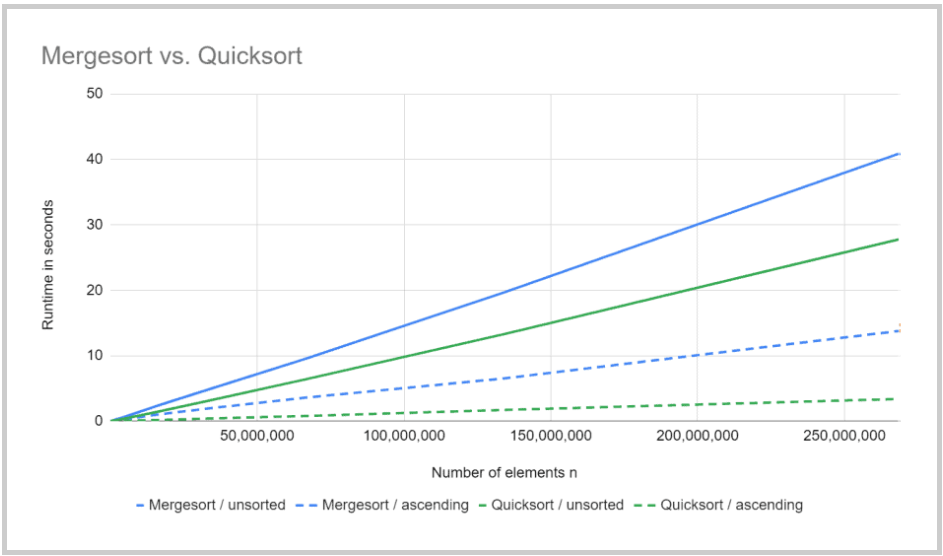 Mergesort vs. Quicksort
50
40
30
20
10
0
Runtime in seconds
50,000,000 100,000,000 150,000,000 200,000,000 250,000,000
Number of elements n
Mergesort / unsorted Mergesort / ascending Quicksort / unsorted Quicksort / ascending